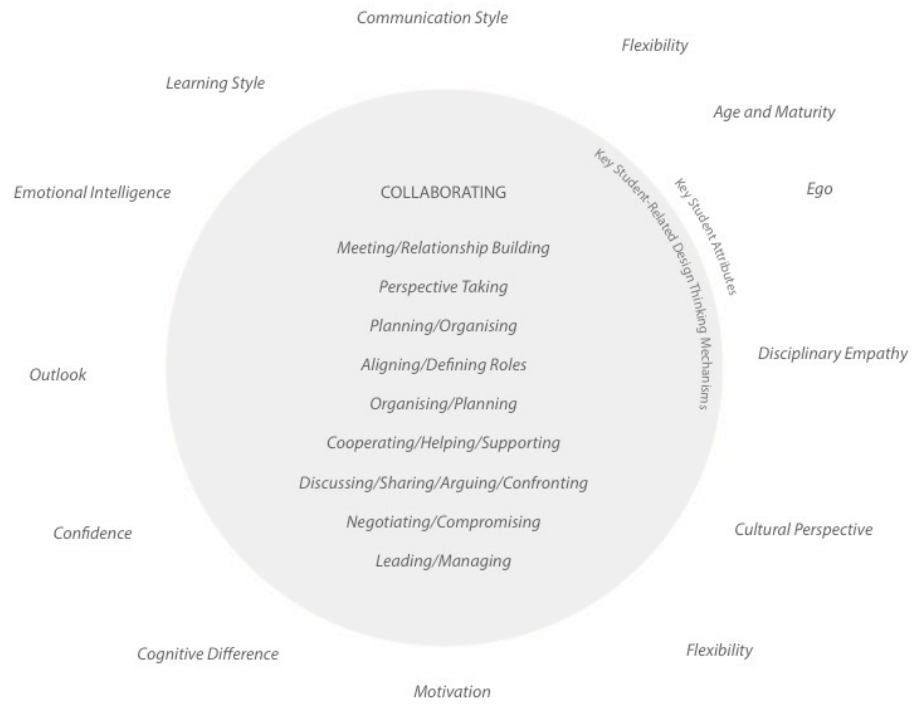 Communication Style
Flexibility
Learning Style
Age and Maturity
Emotional Intelligence
Ego
Key Student-Related Design Thinking Mechanisms
Key Student Attributes
COLLABORATING
Meeting/Relationship Building
Perspective Taking
Planning/Organising
Aligning/Defining Roles
Organising/Planning
Cooperating/Helping/Supporting
Discussing/Sharing/Arguing/Confronting
Negotiating/Compromising
Leading/Managing
Disciplinary Empathy
Outlook
Cultural Perspective
Confidence
Flexibility
Cognitive Difference
Motivation